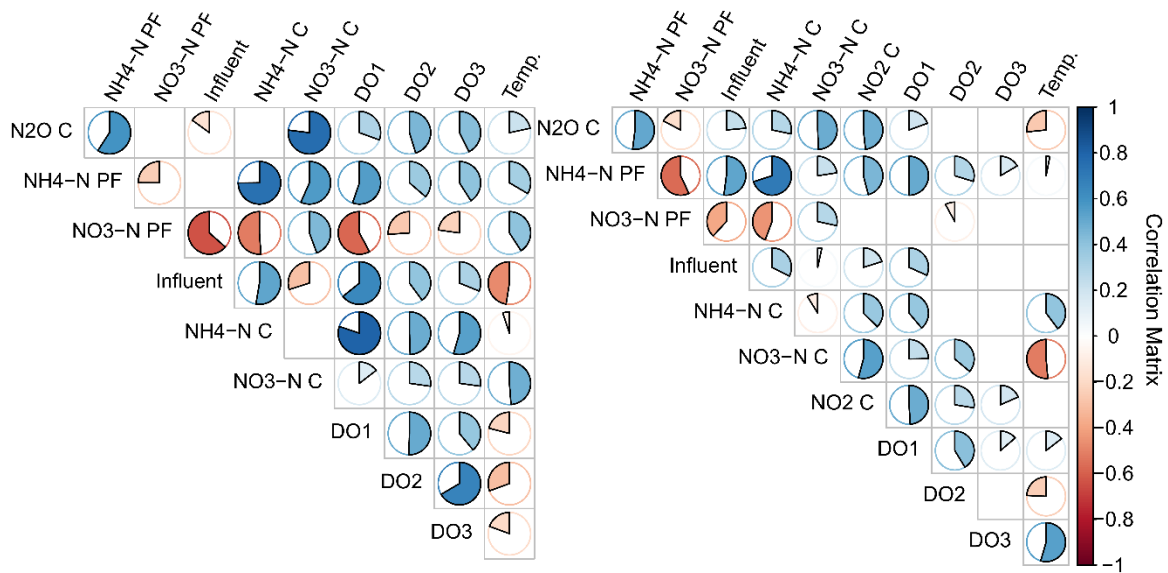 NH4−N PF
NO3−N PF
Influent
NH4−N C
NO3−N C
DO1
DO2
DO3
Temp.
N2O C
NH4−N PF
NO3−N PF
Influent
NH4−N C
NO3−N C
DO1
DO2
DO3
NH4−N PF
NO3−N PF
Influent
NH4−N C
NO3−N C
NO2 C
DO1
DO2
DO3
Temp.
N2O C
NH4−N PF
NO3−N PF
Influent
NH4−N C
NO3−N C
NO2 C
DO1
DO2
DO3
1
0.8
0.6
0.4
0.2
0
−0.2
−0.4
−0.6
−0.8
−1
Correlation Matrix